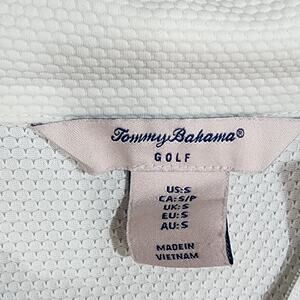 Tommy Bahama®
GOLF
US:S
CA: S/P
UK: S
EU: S
AU: S
MADE IN
VIETNAM